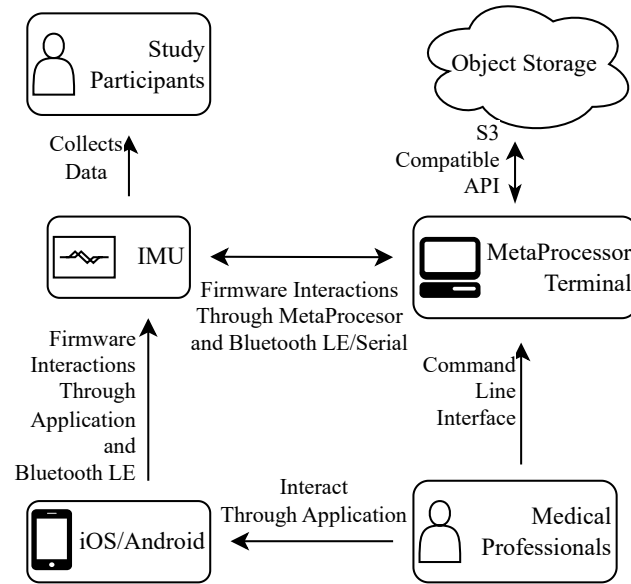 Study
Participants
Object Storage
Collects
Data
S3
Compatible
API
IMU
MetaProcessor
Terminal
Firmware Interactions
Through MetaProcesor
and Bluetooth LE/Serial
Firmware
Interactions
Through
Application
and
Bluetooth LE
Command
Line
Interface
iOS/Android
Interact
Through Application
Medical
Professionals